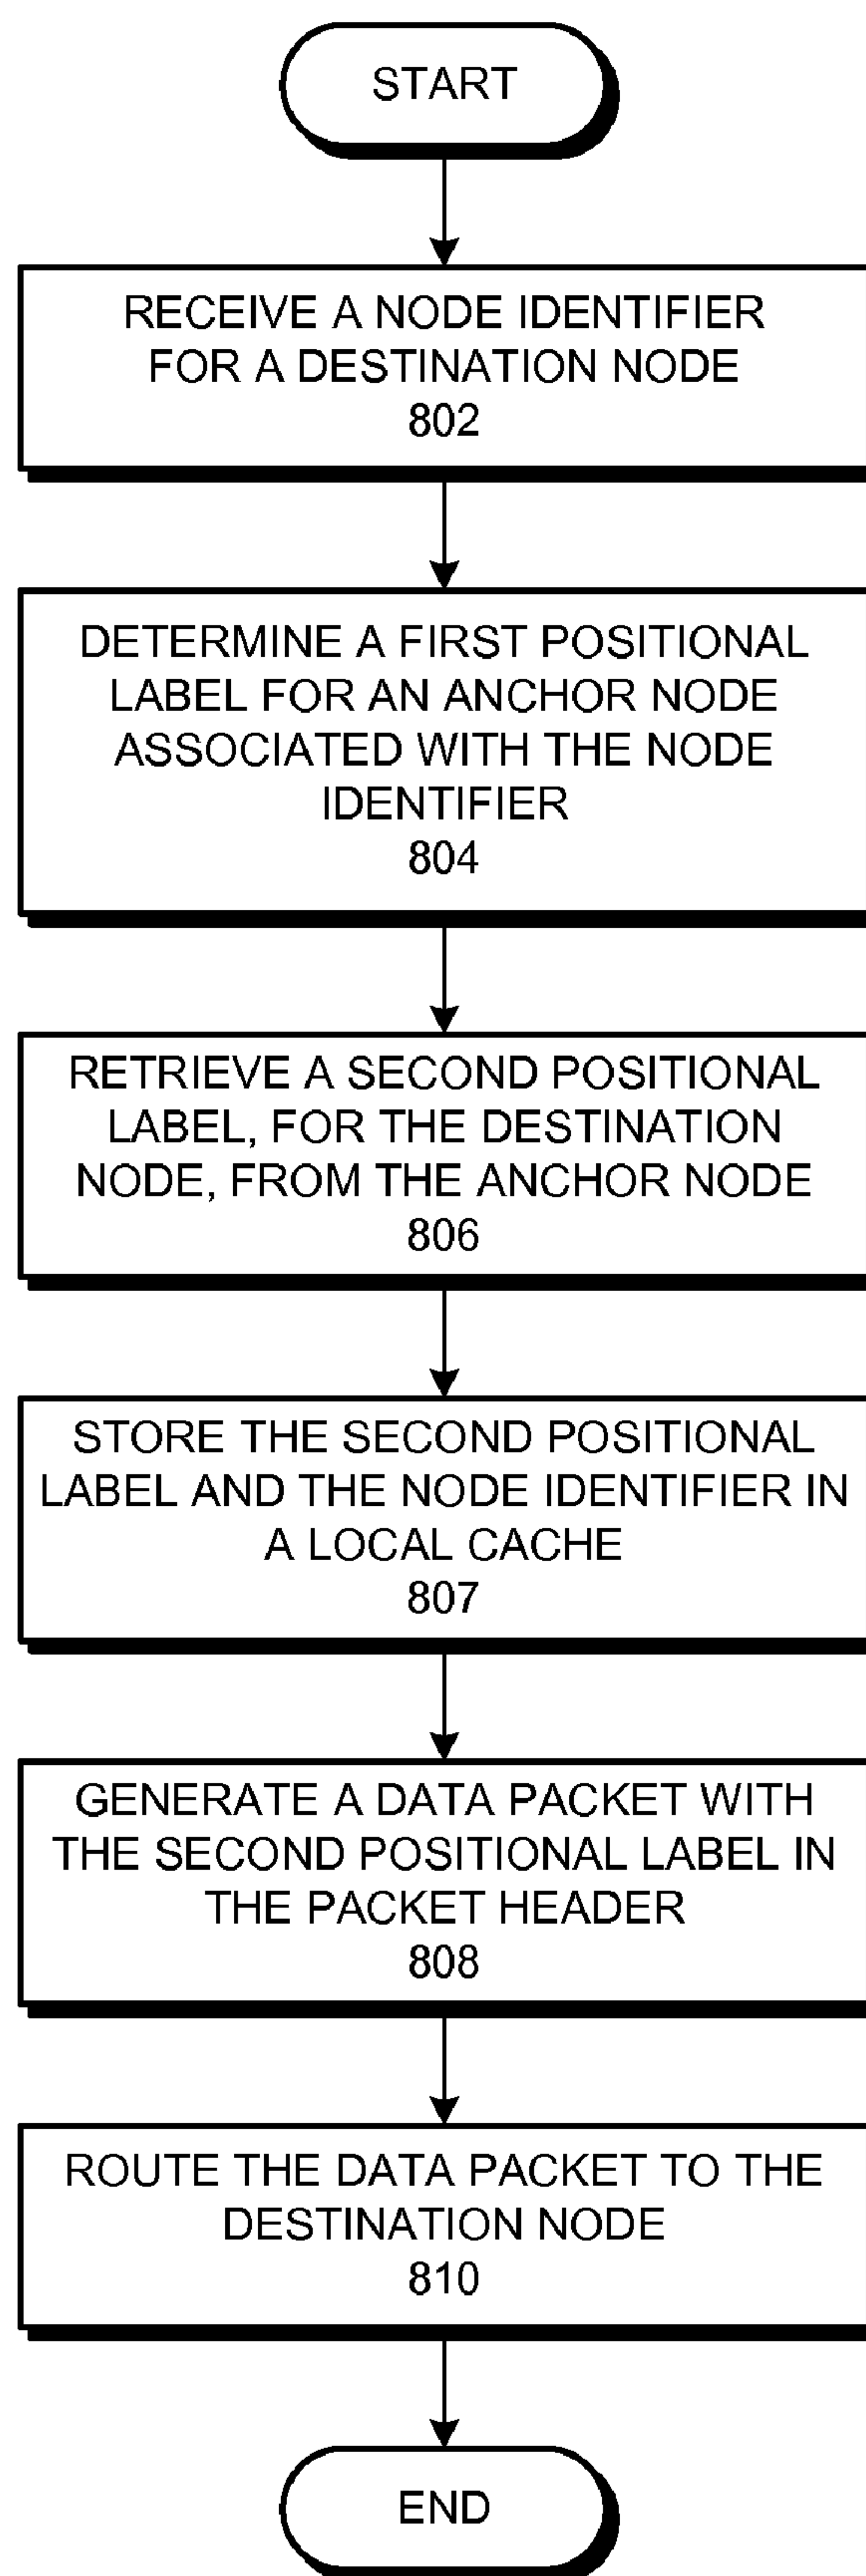 START
RECEIVE A NODE IDENTIFIER
FOR A DESTINATION NODE
802
DETERMINE A FIRST POSITIONAL
LABEL FOR AN ANCHOR NODE
ASSOCIATED WITH THE NODE
IDENTIFIER
804
RETRIEVE A SECOND POSITIONAL
LABEL, FOR THE DESTINATION
NODE, FROM THE ANCHOR NODE
806
STORE THE SECOND POSITIONAL
LABEL AND THE NODE IDENTIFIER IN
A LOCAL CACHE
807
GENERATE A DATA PACKET WITH
THE SECOND POSITIONAL LABEL IN
THE PACKET HEADER
808
ROUTE THE DATA PACKET TO THE
DESTINATION NODE
810
END